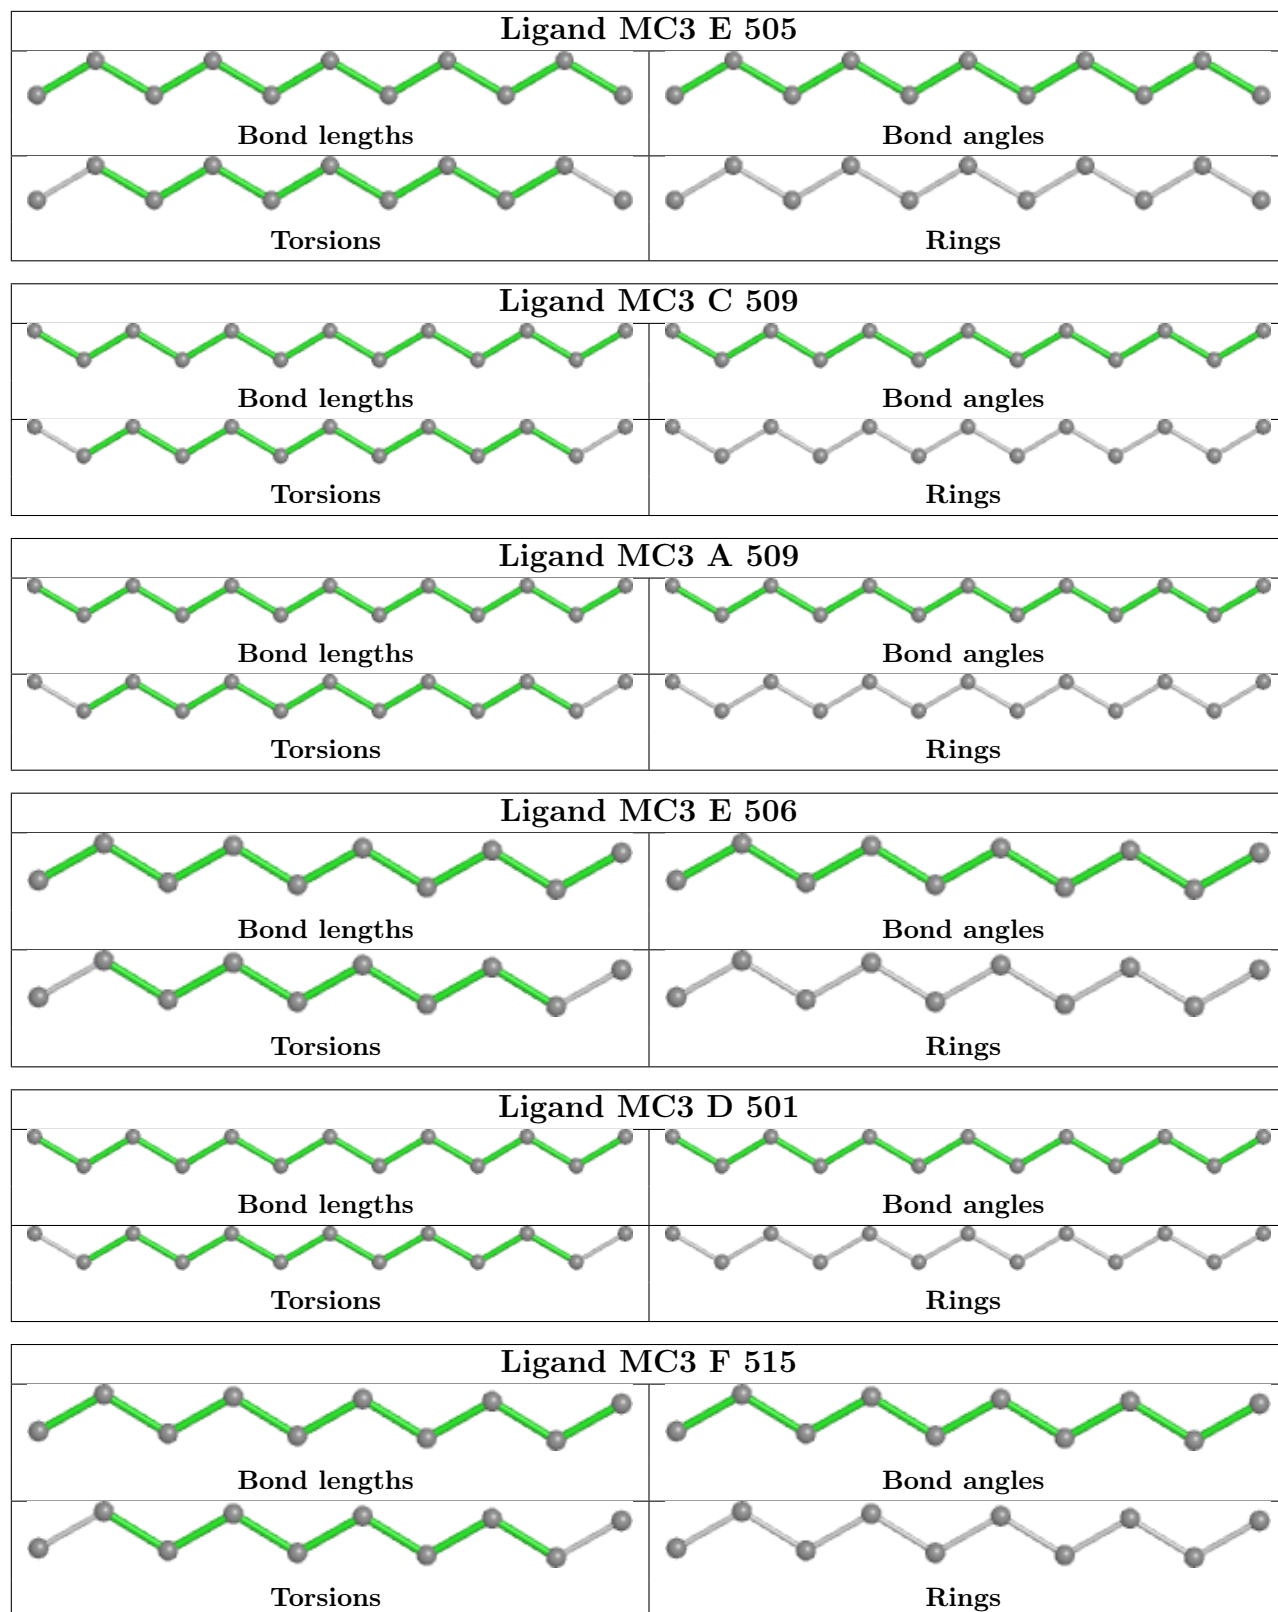 Ligand MC3 E 505
Bond lengths Bond angles
Torsions Rings
Ligand MC3 C 509
Bond lengths Bond angles
Torsions Rings
Ligand MC3 A 509
Bond lengths Bond angles
Torsions Rings
Ligand MC3 E 506
Bond lengths Bond angles
Torsions Rings
Ligand MC3 D 501
Bond lengths Bond angles
Torsions Rings
Ligand MC3 F 515
Bond lengths Bond angles
Torsions Rings